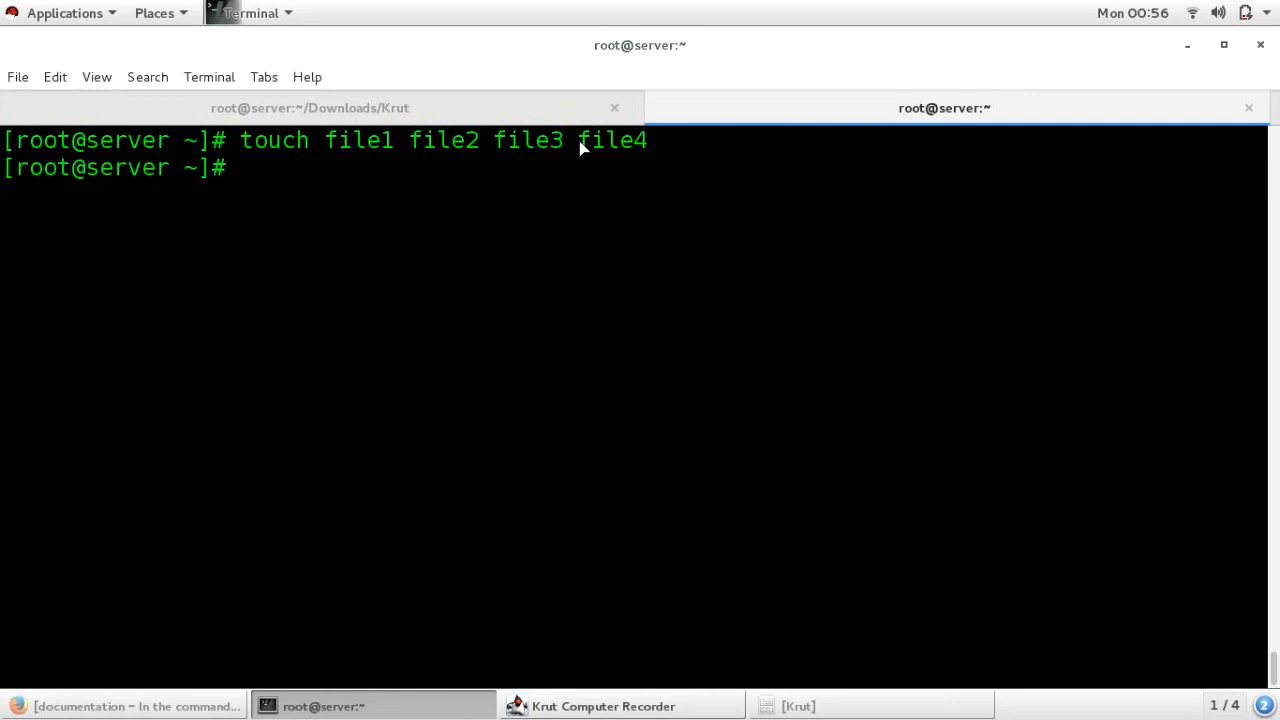 Applications Places Terminal Mon 00:56
root@server:~
File Edit View Search Terminal Tabs Help
root@server:~/Downloads/Krut root@server:~
[root@server ~]# touch file1 file2 file3 file4
[root@server ~]#
[documentation – In the command... root@server:~ Krut Computer Recorder [Krut] 1 / 4 2